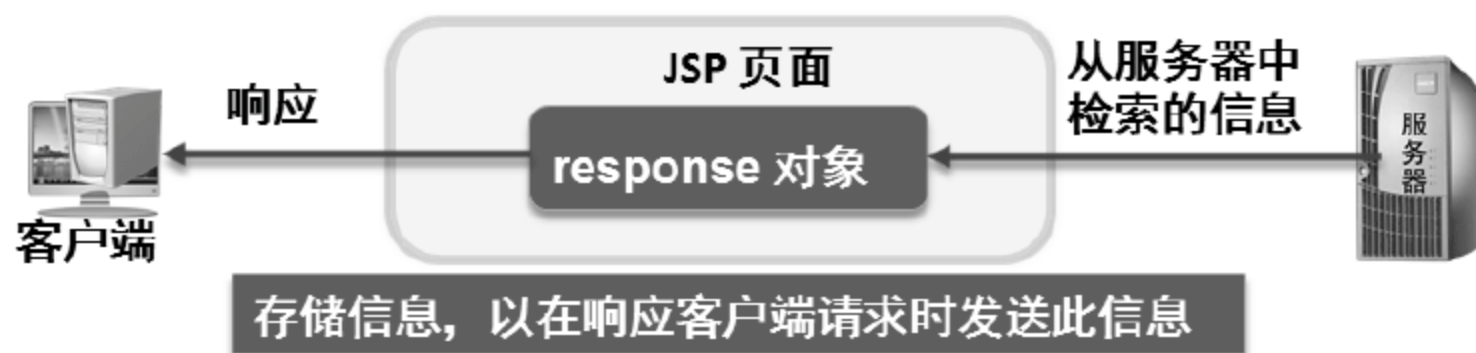 JSP 页面
从服务器中
检索的信息
响应
response 对象
服务器
客户端
存储信息，以在响应客户端请求时发送此信息